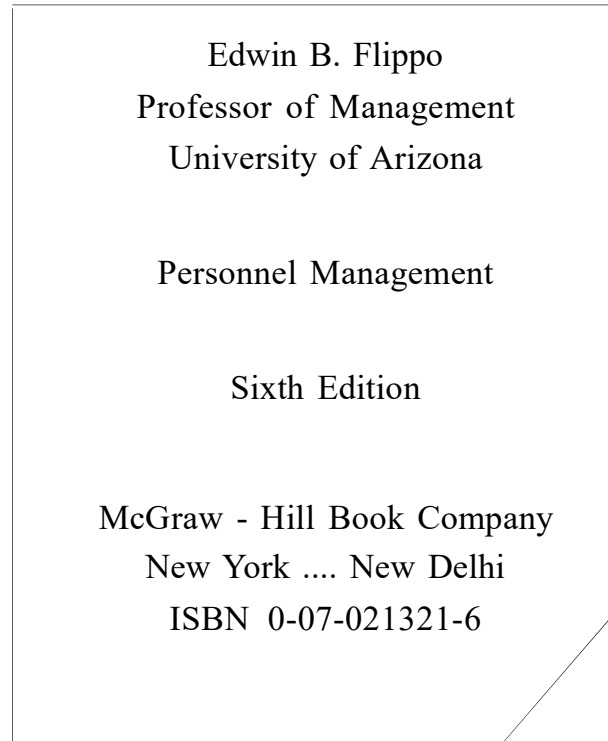 Edwin B. Flippo
Professor of Management
University of Arizona
Personnel Management
Sixth Edition
McGraw - Hill Book Company
New York .... New Delhi
ISBN 0-07-021321-6